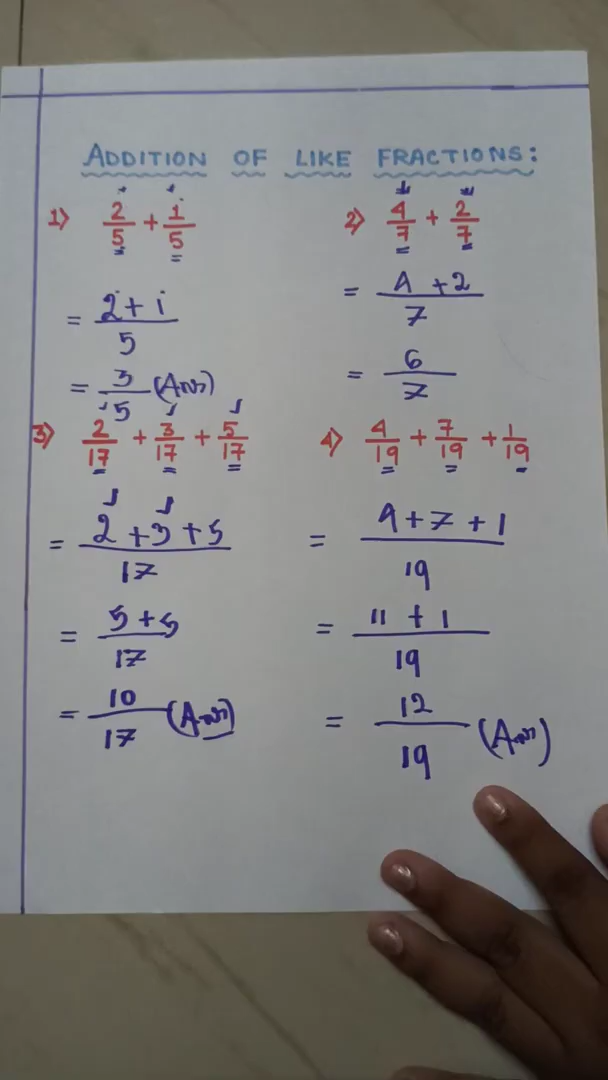 ADDITION OF LIKE FRACTIONS:
1) 2/5 + 1/5
= 2+1/5
= 3/5 (Ans)
2) 4/7 + 2/7
= 4+2/7
= 6/7
3) 2/17 + 3/17 + 5/17
= 2+3+5/17
= 5+5/17
= 10/17 (Ans)
4) 4/19 + 7/19 + 1/19
= 4+7+1/19
= 11+1/19
= 12/19 (Ans)